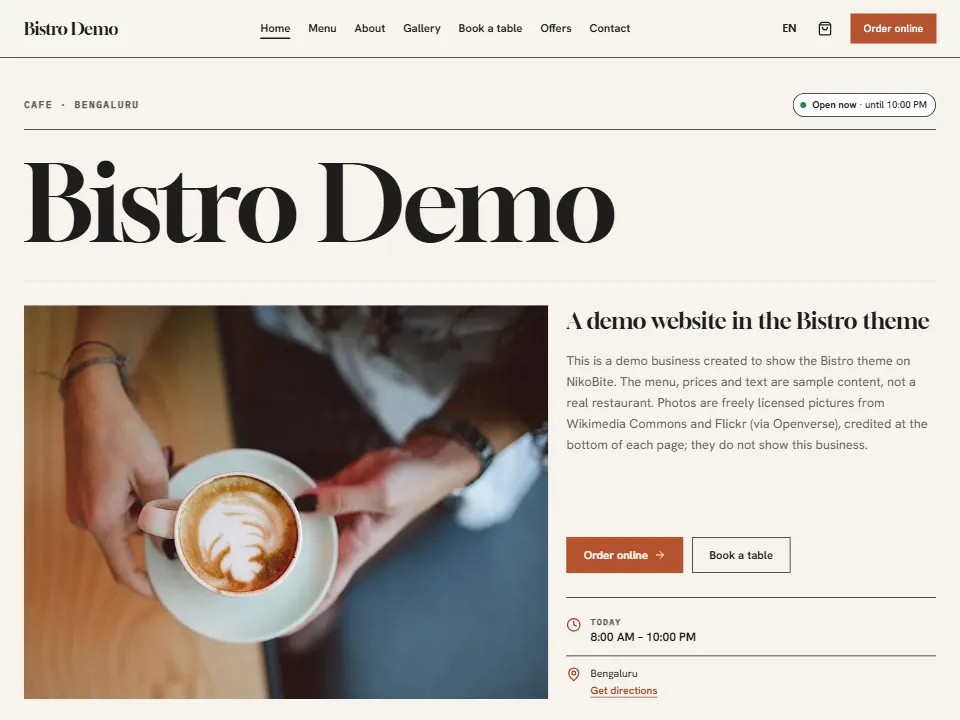 Bistro Demo
Home Menu About Gallery Book a table Offers Contact
EN
Order online
CAFE · BENGALURU
Open now · until 10:00 PM
Bistro Demo
A demo website in the Bistro theme
This is a demo business created to show the Bistro theme on
NikoBite. The menu, prices and text are sample content, not a
real restaurant. Photos are freely licensed pictures from
Wikimedia Commons and Flickr (via Openverse), credited at the
bottom of each page; they do not show this business.
Order online →
Book a table
TODAY
8:00 AM – 10:00 PM
Bengaluru
Get directions